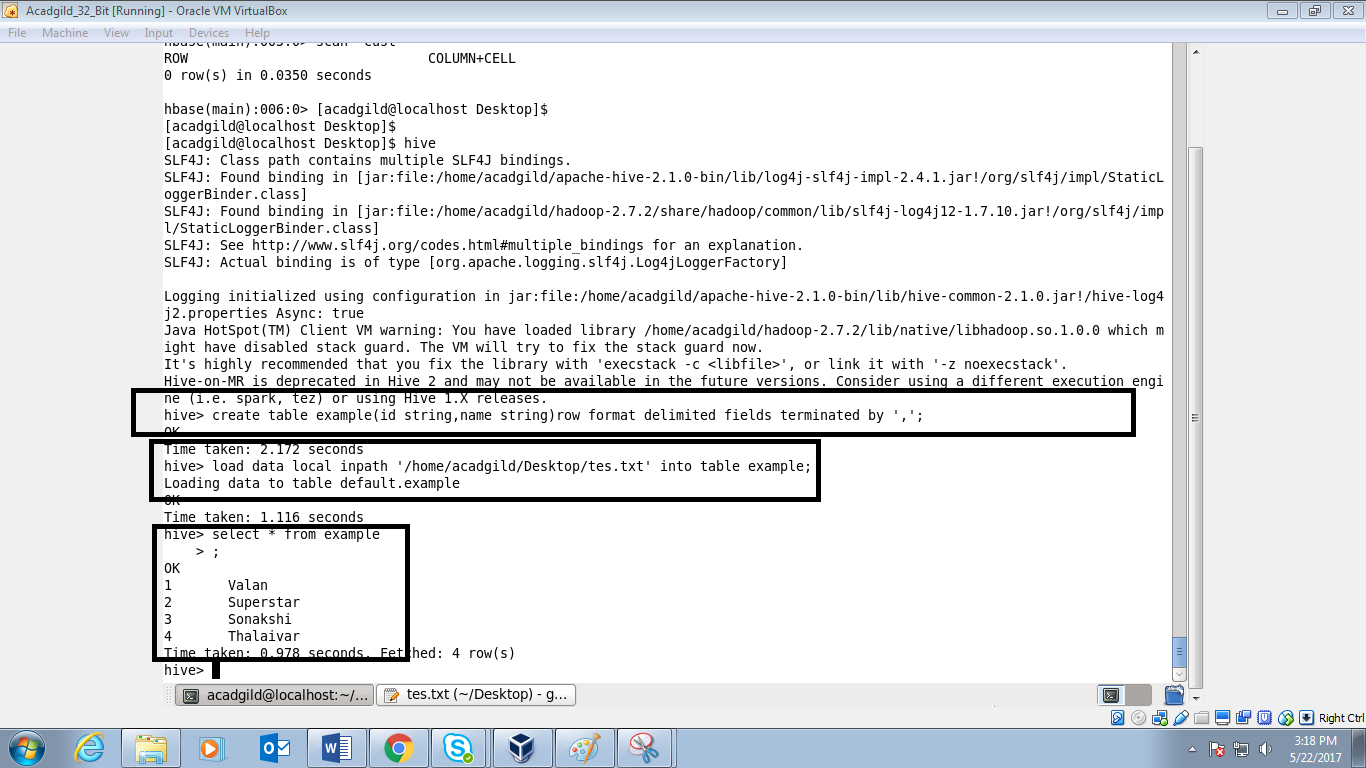 Acadgild_32_Bit [Running] - Oracle VM VirtualBox
File Machine View Input Devices Help
hbase(main):005:0> scan 'cust'
ROW COLUMN+CELL
0 row(s) in 0.0350 seconds
hbase(main):006:0> [acadgild@localhost Desktop]$
[acadgild@localhost Desktop]$
[acadgild@localhost Desktop]$ hive
SLF4J: Class path contains multiple SLF4J bindings.
SLF4J: Found binding in [jar:file:/home/acadgild/apache-hive-2.1.0-bin/lib/log4j-slf4j-impl-2.4.1.jar!/org/slf4j/impl/StaticL
oggerBinder.class]
SLF4J: Found binding in [jar:file:/home/acadgild/hadoop-2.7.2/share/hadoop/common/lib/slf4j-log4j12-1.7.10.jar!/org/slf4j/imp
l/StaticLoggerBinder.class]
SLF4J: See http://www.slf4j.org/codes.html#multiple_bindings for an explanation.
SLF4J: Actual binding is of type [org.apache.logging.slf4j.Log4jLoggerFactory]
Logging initialized using configuration in jar:file:/home/acadgild/apache-hive-2.1.0-bin/lib/hive-common-2.1.0.jar!/hive-log4
j2.properties Async: true
Java HotSpot(TM) Client VM warning: You have loaded library /home/acadgild/hadoop-2.7.2/lib/native/libhadoop.so.1.0.0 which m
ight have disabled stack guard. The VM will try to fix the stack guard now.
It's highly recommended that you fix the library with 'execstack -c <libfile>', or link it with '-z noexecstack'.
Hive-on-MR is deprecated in Hive 2 and may not be available in the future versions. Consider using a different execution engi
ne (i.e. spark, tez) or using Hive 1.X releases.
hive> create table example(id string,name string)row format delimited fields terminated by ',';
OK
Time taken: 2.172 seconds
hive> load data local inpath '/home/acadgild/Desktop/tes.txt' into table example;
Loading data to table default.example
OK
Time taken: 1.116 seconds
hive> select * from example
> ;
OK
1 Valan
2 Superstar
3 Sonakshi
4 Thalaivar
Time taken: 0.978 seconds, Fetched: 4 row(s)
hive>
acadgild@localhost:~/...
tes.txt (~/Desktop) - g...
Right Ctrl
3:18 PM
5/22/2017